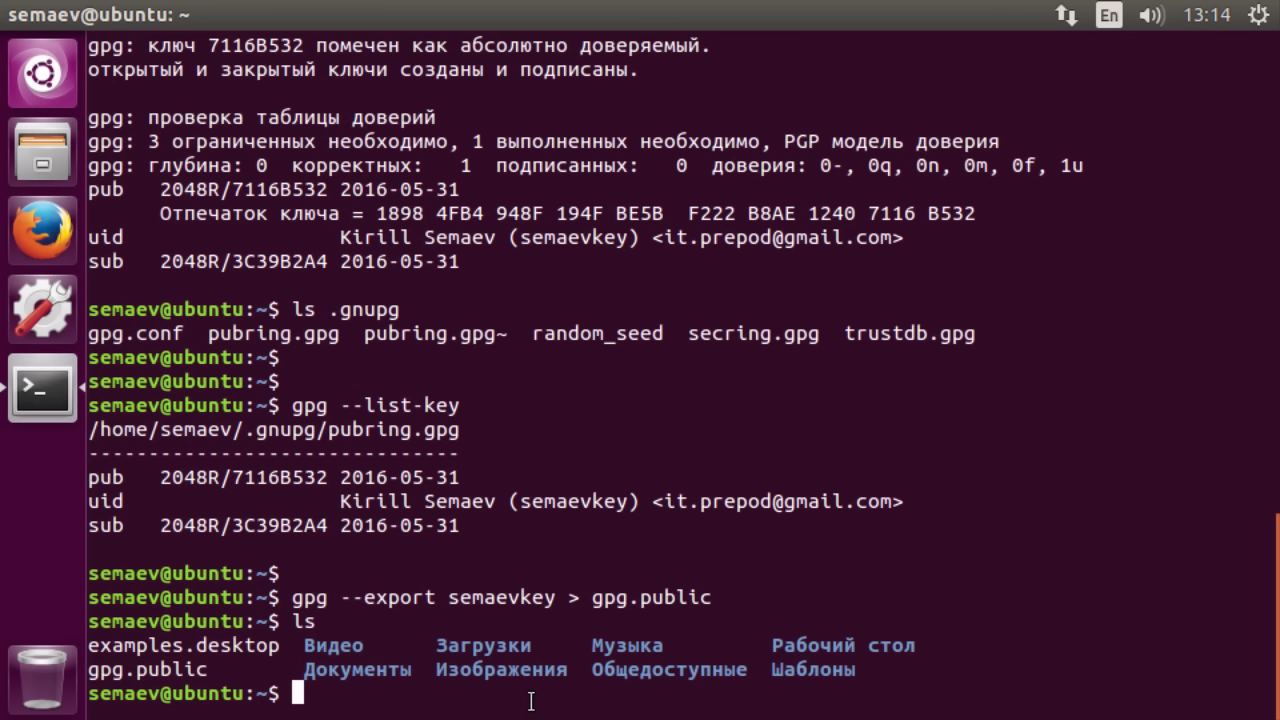 semaev@ubuntu: ~ En 13:14
gpg: ключ 7116B532 помечен как абсолютно доверяемый.
открытый и закрытый ключи созданы и подписаны.
gpg: проверка таблицы доверий
gpg: 3 ограниченных необходимо, 1 выполненных необходимо, PGP модель доверия
gpg: глубина: 0  корректных:   1  подписанных:   0  доверия: 0-, 0q, 0n, 0m, 0f, 1u
pub   2048R/7116B532 2016-05-31
Отпечаток ключа = 1898 4FB4 948F 194F BE5B  F222 B8AE 1240 7116 B532
uid                  Kirill Semaev (semaevkey) <it.prepod@gmail.com>
sub   2048R/3C39B2A4 2016-05-31
semaev@ubuntu:~$ ls .gnupg
gpg.conf  pubring.gpg  pubring.gpg~  random_seed  secring.gpg  trustdb.gpg
semaev@ubuntu:~$
semaev@ubuntu:~$
semaev@ubuntu:~$ gpg --list-key
/home/semaev/.gnupg/pubring.gpg
-------------------------------
pub   2048R/7116B532 2016-05-31
uid                  Kirill Semaev (semaevkey) <it.prepod@gmail.com>
sub   2048R/3C39B2A4 2016-05-31
semaev@ubuntu:~$
semaev@ubuntu:~$ gpg --export semaevkey > gpg.public
semaev@ubuntu:~$ ls
examples.desktop  Видео      Загрузки     Музыка         Рабочий стол
gpg.public        Документы  Изображения  Общедоступные  Шаблоны
semaev@ubuntu:~$